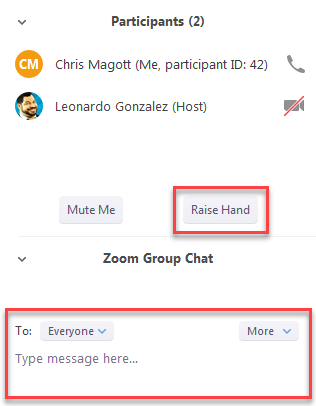 Participants (2)
CM Chris Magott (Me, participant ID: 42)
Leonardo Gonzalez (Host)
Mute Me Raise Hand
Zoom Group Chat
To: Everyone More
Type message here...